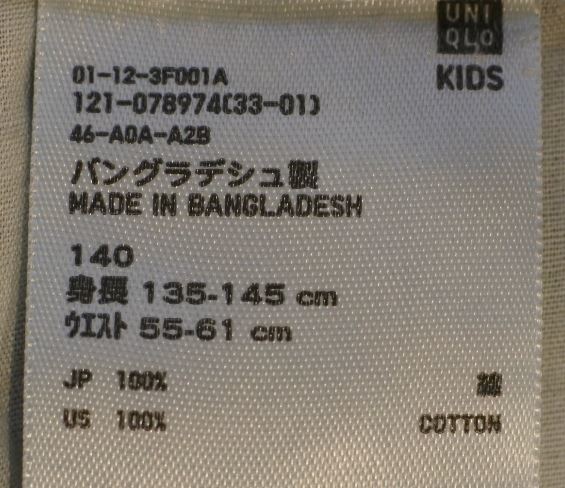 UNI
QLO
KIDS
01-12-3F001A
121-078974(33-01)
46-A0A-A2B
バングラデシュ製
MADE IN BANGLADESH
140
身長 135-145 cm
ウエスト 55-61 cm
JP 100% 綿
US 100% COTTON